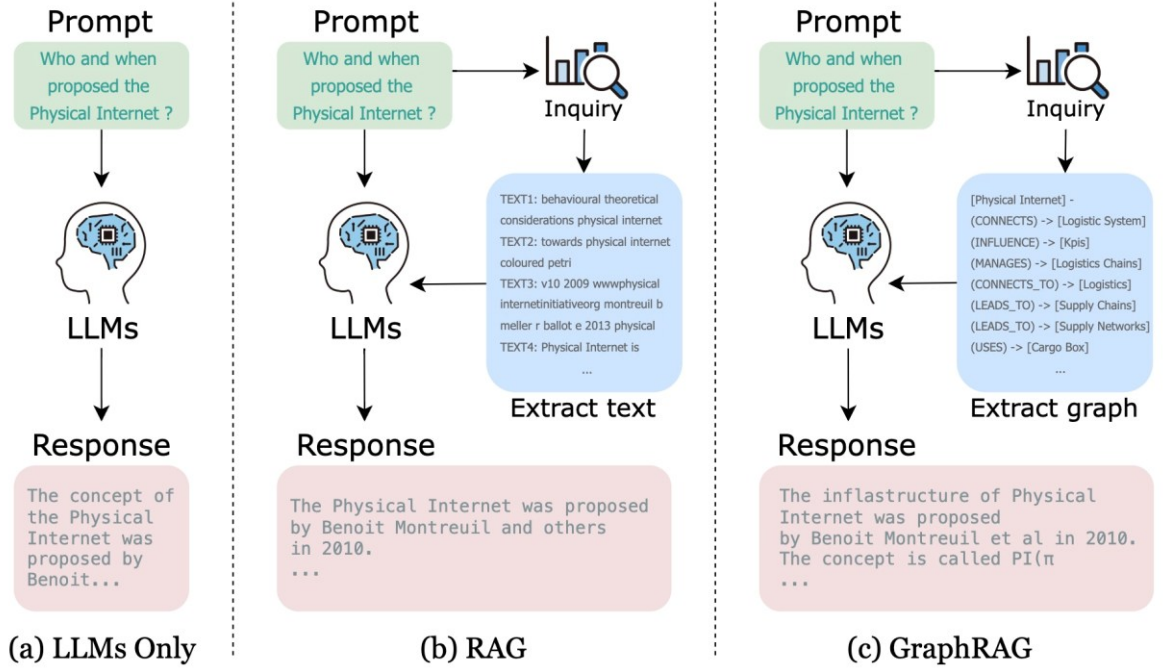 Prompt
Who and when
proposed the
Physical Internet ?
LLMs
Response
The concept of
the Physical
Internet was
proposed by
Benoit...
(a) LLMs Only
Prompt
Who and when
proposed the
Physical Internet ?
Inquiry
TEXT1: behavioural theoretical
considerations physical internet
TEXT2: towards physical internet
coloured petri
TEXT3: v10 2009 wwwphysical
internetinitiativeorg montreuil b
meller r ballot e 2013 physical
TEXT4: Physical Internet is
...
Extract text
LLMs
Response
The Physical Internet was proposed
by Benoit Montreuil and others
in 2010.
...
(b) RAG
Prompt
Who and when
proposed the
Physical Internet ?
Inquiry
[Physical Internet] -
(CONNECTS) -> [Logistic System]
(INFLUENCE) -> [Kpis]
(MANAGES) -> [Logistics Chains]
(CONNECTS_TO) -> [Logistics]
(LEADS_TO) -> [Supply Chains]
(LEADS_TO) -> [Supply Networks]
(USES) -> [Cargo Box]
...
Extract graph
LLMs
Response
The inflastructure of Physical
Internet was proposed
by Benoit Montreuil et al in 2010.
The concept is called PI(π
...
(c) GraphRAG